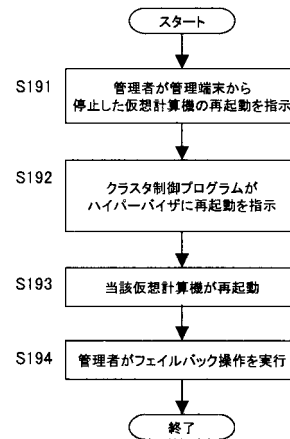 スタート
S191
管理者が管理端末から
停止した仮想計算機の再起動を指示
S192
クラスタ制御プログラムが
ハイパーバイザに再起動を指示
S193
当該仮想計算機が再起動
S194
管理者がフェイルバック操作を実行
終了